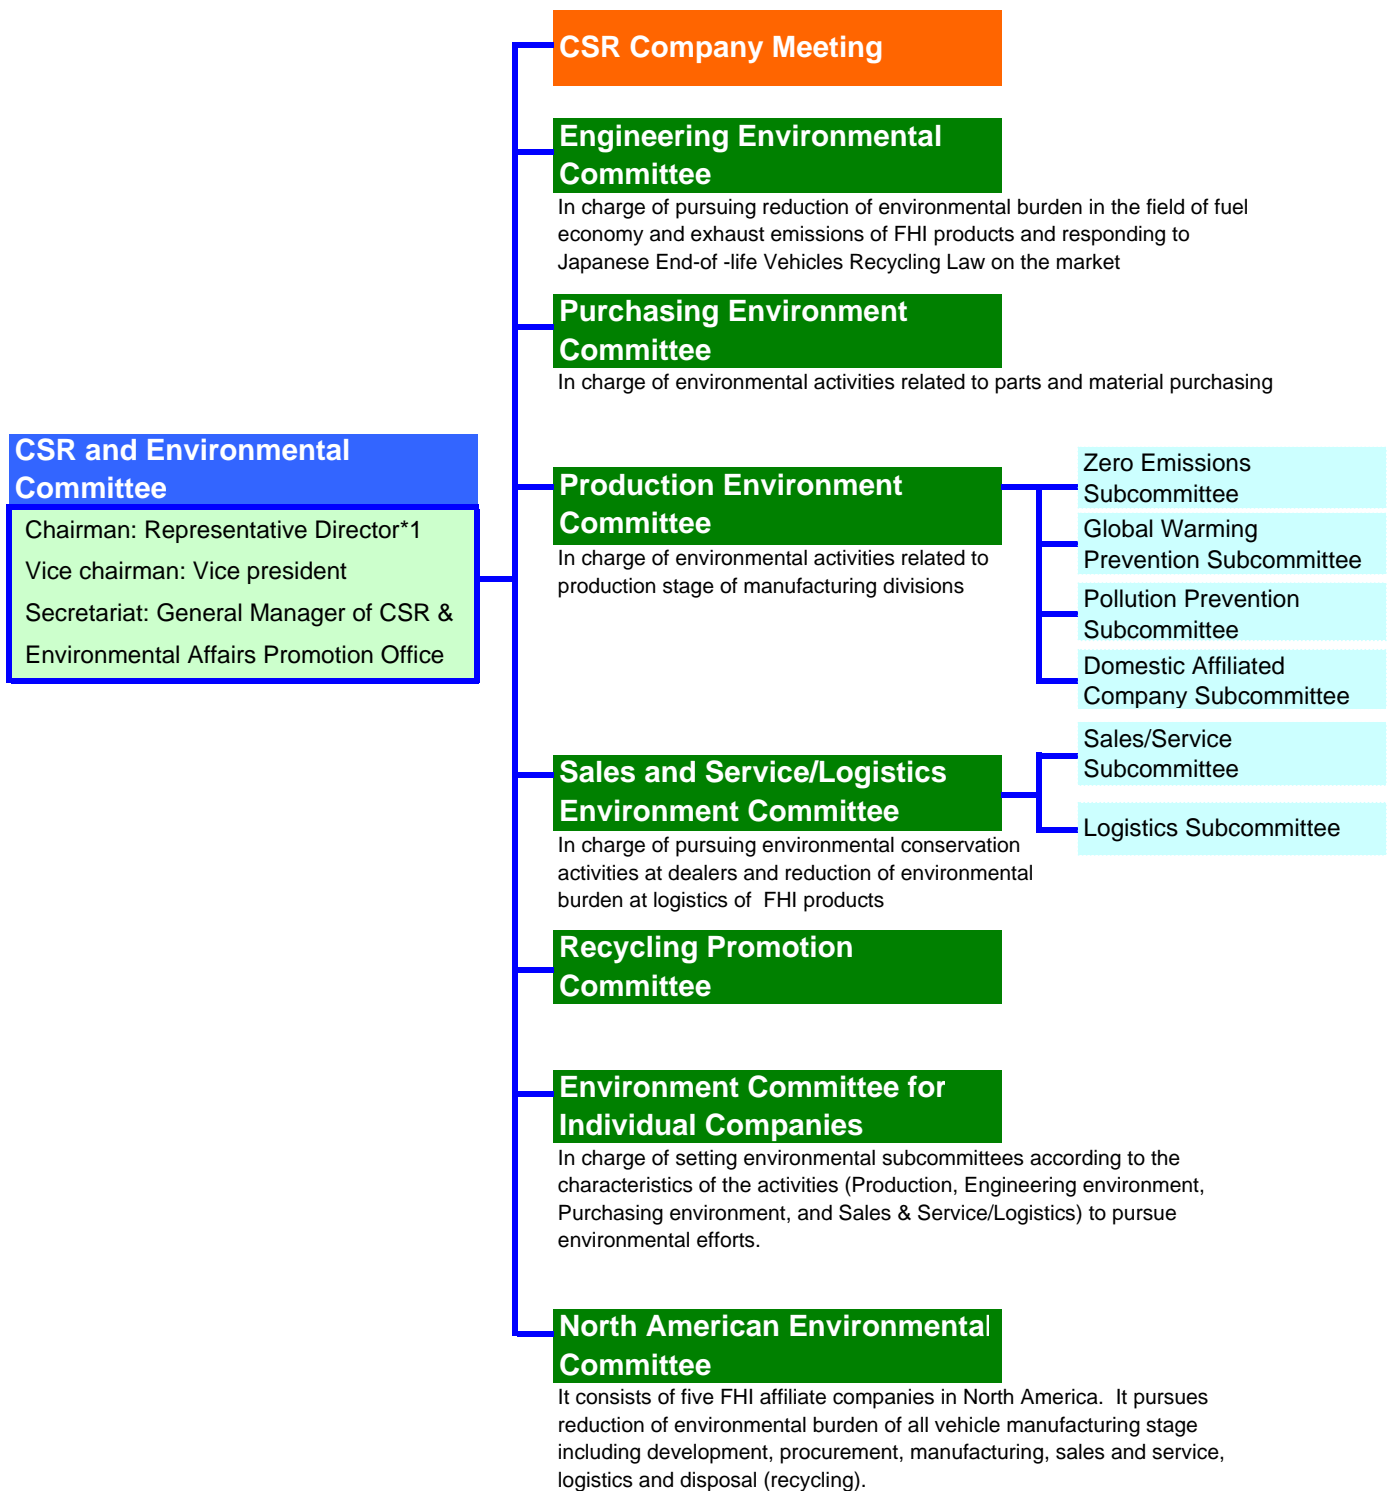 CSR Company Meeting
Engineering Environmental
Committee
In charge of pursuing reduction of environmental burden in the field of fuel
economy and exhaust emissions of FHI products and responding to
Japanese End-of -life Vehicles Recycling Law on the market
Purchasing Environment
Committee
In charge of environmental activities related to parts and material purchasing
CSR and Environmental
Committee
Chairman: Representative Director*1
Vice chairman: Vice president
Secretariat: General Manager of CSR &
Environmental Affairs Promotion Office
Production Environment
Committee
In charge of environmental activities related to
production stage of manufacturing divisions
Zero Emissions
Subcommittee
Global Warming
Prevention Subcommittee
Pollution Prevention
Subcommittee
Domestic Affiliated
Company Subcommittee
Sales and Service/Logistics
Environment Committee
In charge of pursuing environmental conservation
activities at dealers and reduction of environmental
burden at logistics of  FHI products
Sales/Service
Subcommittee
Logistics Subcommittee
Recycling Promotion
Committee
Environment Committee for
Individual Companies
In charge of setting environmental subcommittees according to the
characteristics of the activities (Production, Engineering environment,
Purchasing environment, and Sales & Service/Logistics) to pursue
environmental efforts.
North American Environmental
Committee
It consists of five FHI affiliate companies in North America.  It pursues
reduction of environmental burden of all vehicle manufacturing stage
including development, procurement, manufacturing, sales and service,
logistics and disposal (recycling).